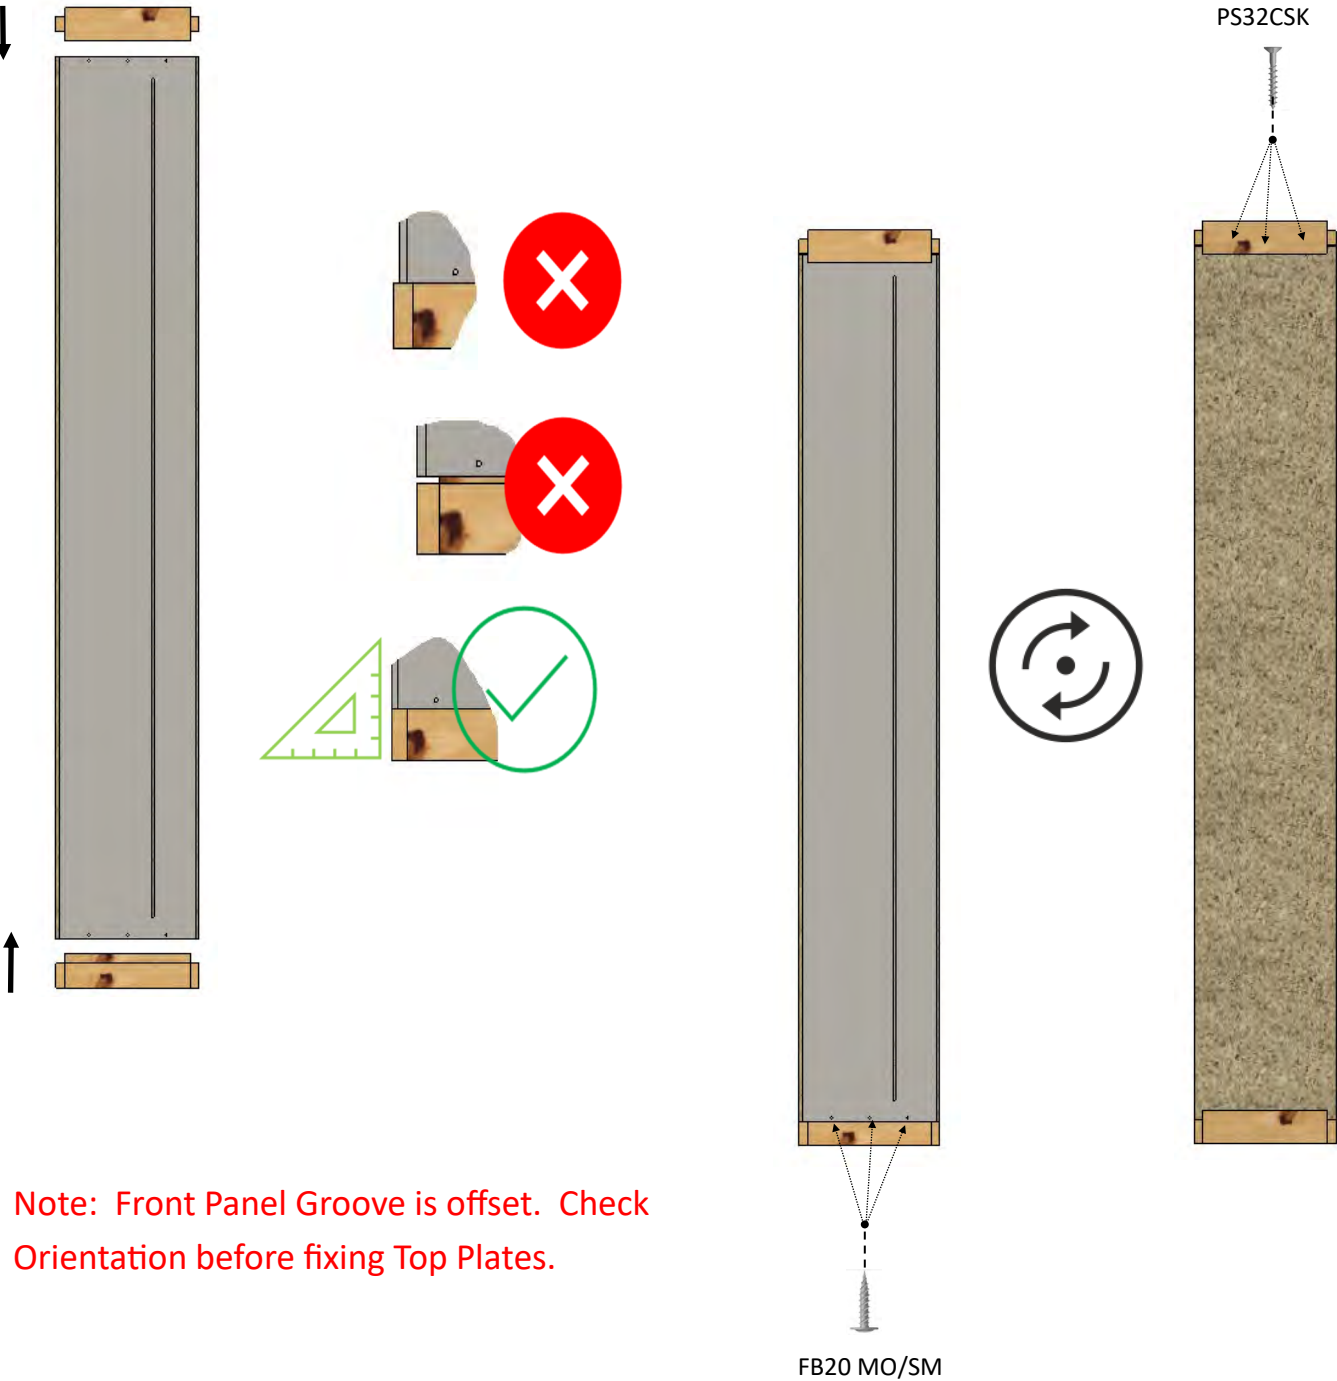 PS32CSK
Note:  Front Panel Groove is offset.  Check
Orientation before fixing Top Plates.
FB20 MO/SM